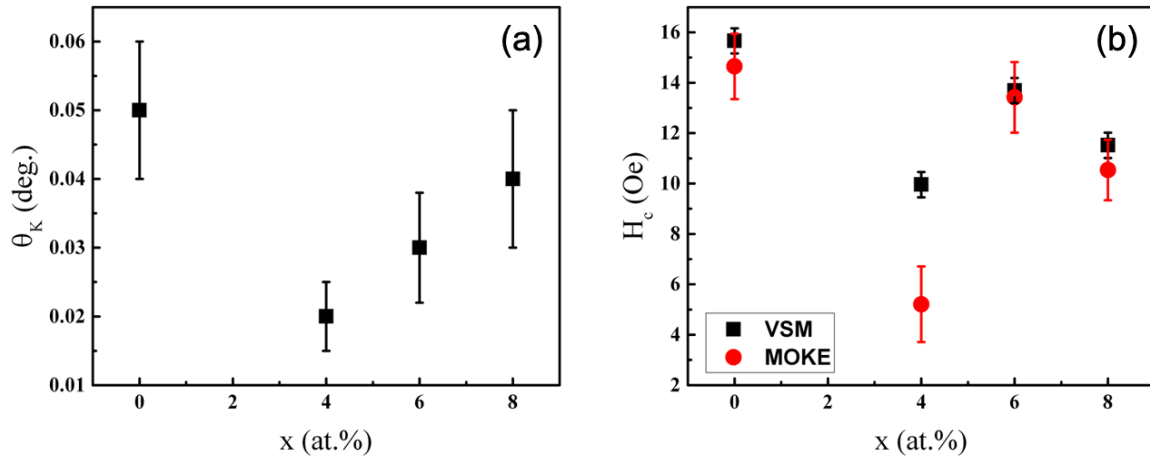 (a)
0.06
0.05
0.04
0.03
0.02
0.01
θK (deg.)
0 2 4 6 8
x (at.%)
(b)
16
14
12
10
8
6
4
2
Hc (Oe)
VSM
MOKE
0 2 4 6 8
x (at.%)